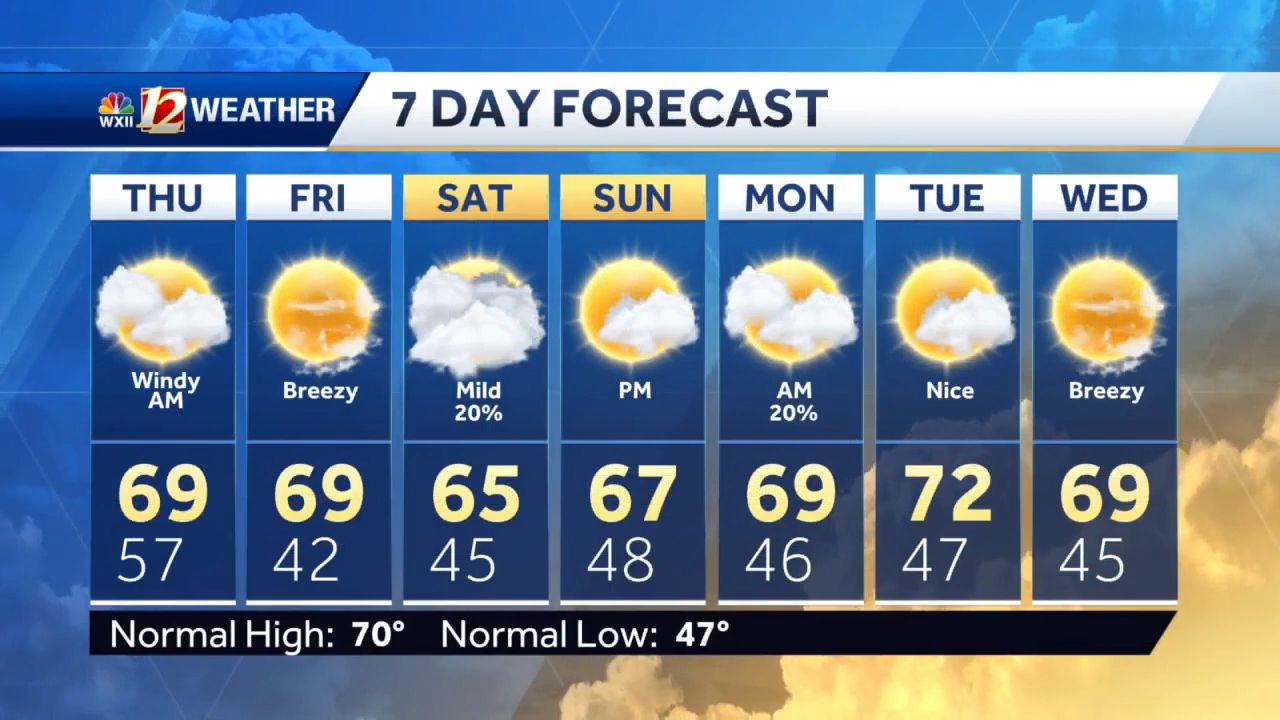 WXII 12 WEATHER
7 DAY FORECAST
THU FRI SAT SUN MON TUE WED
Windy
AM
Breezy
Mild
20%
PM
AM
20%
Nice
Breezy
69 69 65 67 69 72 69
57 42 45 48 46 47 45
Normal High: 70° Normal Low: 47°